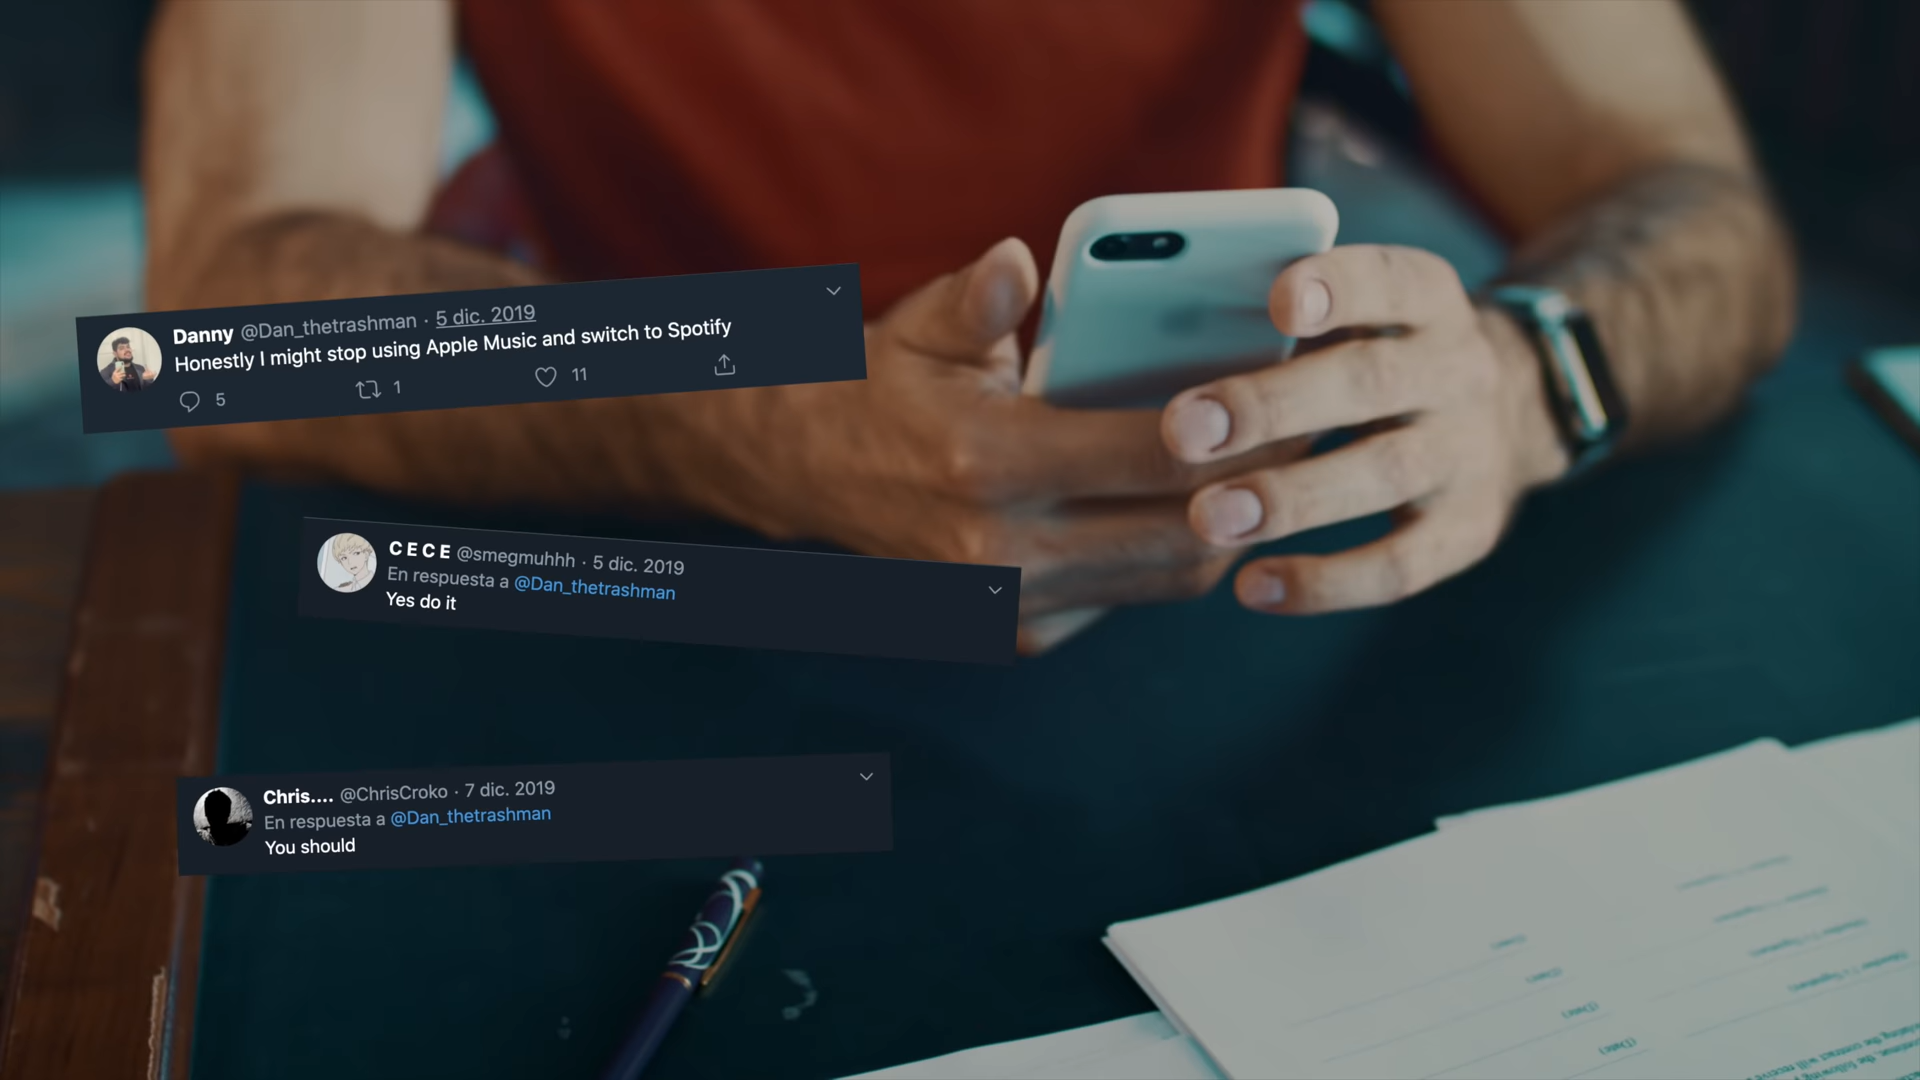 Danny @Dan_thetrashman · 5 dic. 2019
Honestly I might stop using Apple Music and switch to Spotify
5 1 11
C E C E @smegmuhhh · 5 dic. 2019
En respuesta a @Dan_thetrashman
Yes do it
Chris.... @ChrisCroko · 7 dic. 2019
En respuesta a @Dan_thetrashman
You should
(Date)
(Date)